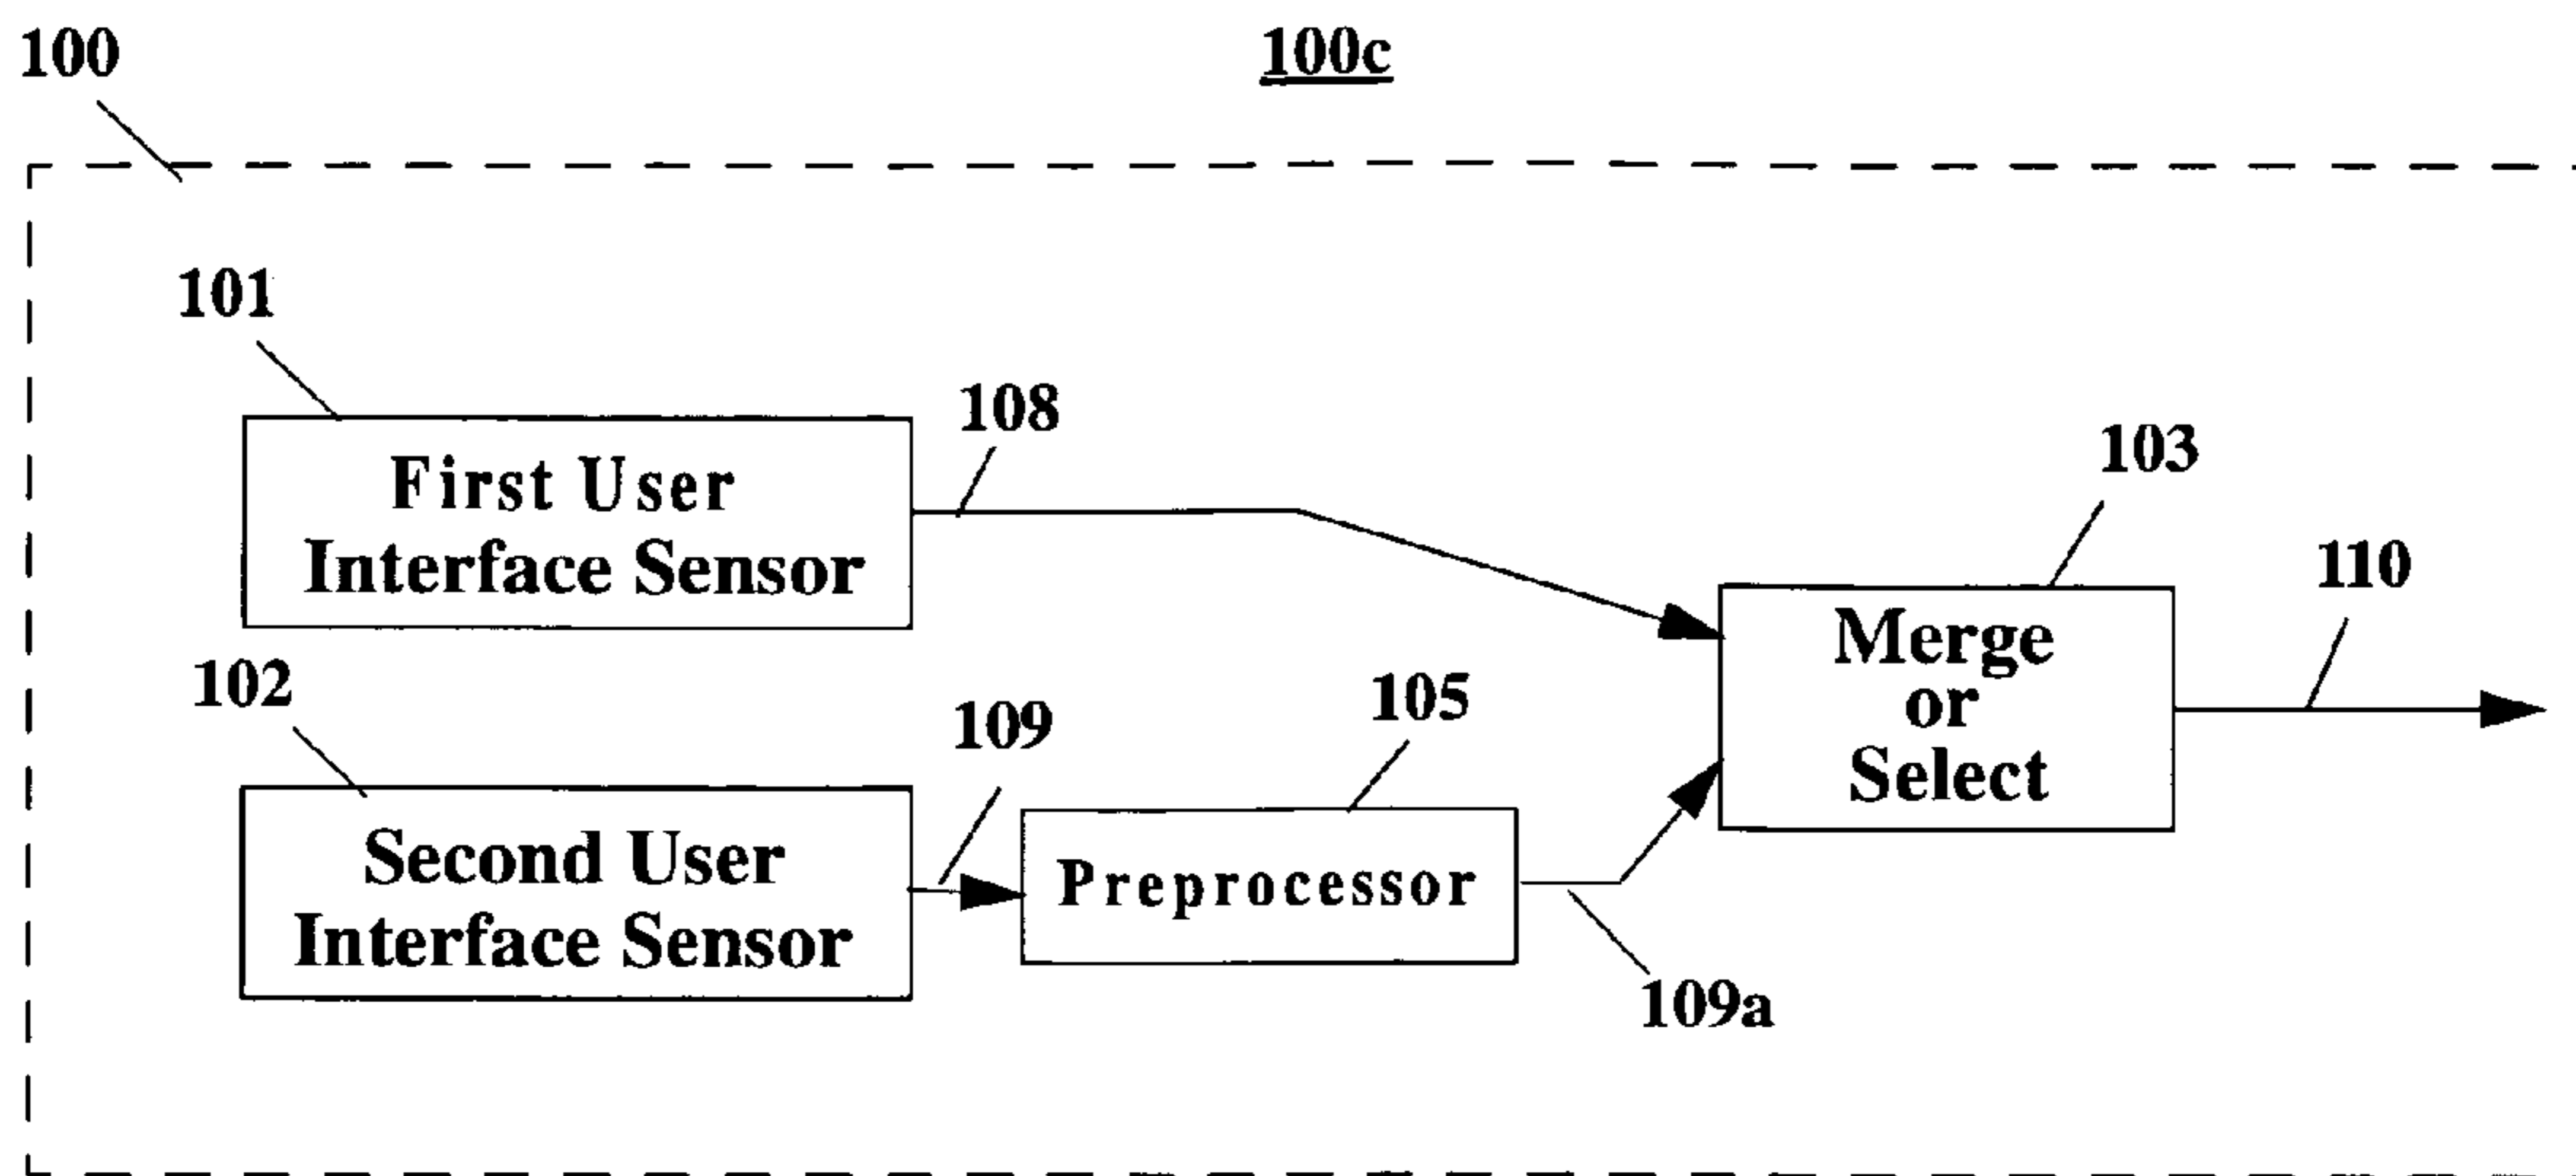 100
100c
101
First User
Interface Sensor
108
103
110
Merge
or
Select
102
109
105
Second User
Interface Sensor
Preprocessor
109a